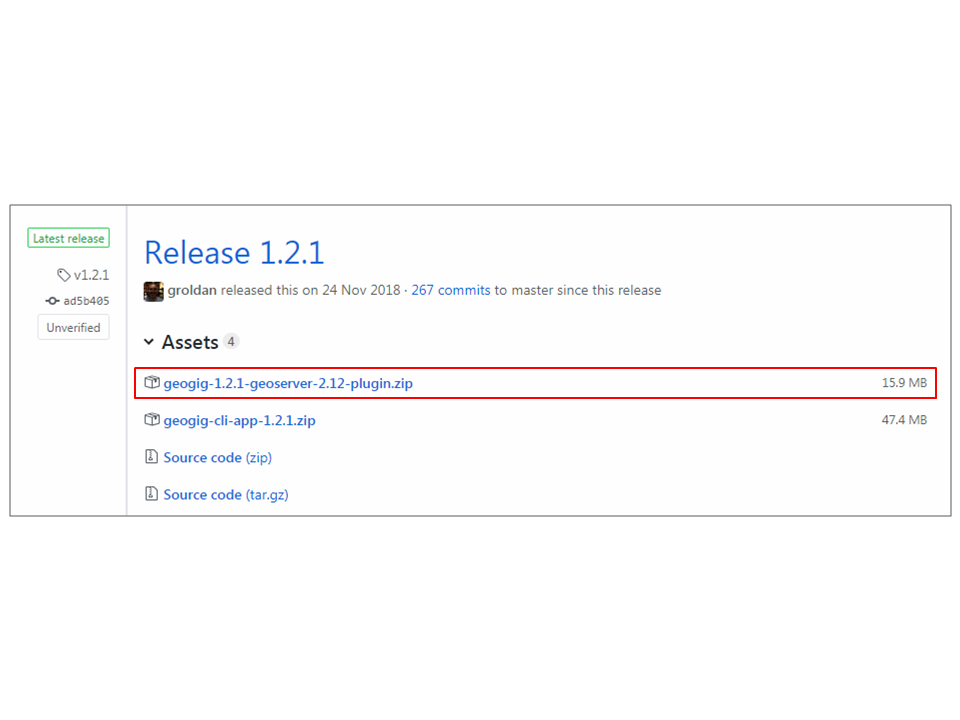 Latest release
v1.2.1
ad5b405
Unverified
Release 1.2.1
groldan released this on 24 Nov 2018 · 267 commits to master since this release
Assets 4
geogig-1.2.1-geoserver-2.12-plugin.zip 15.9 MB
geogig-cli-app-1.2.1.zip 47.4 MB
Source code (zip)
Source code (tar.gz)